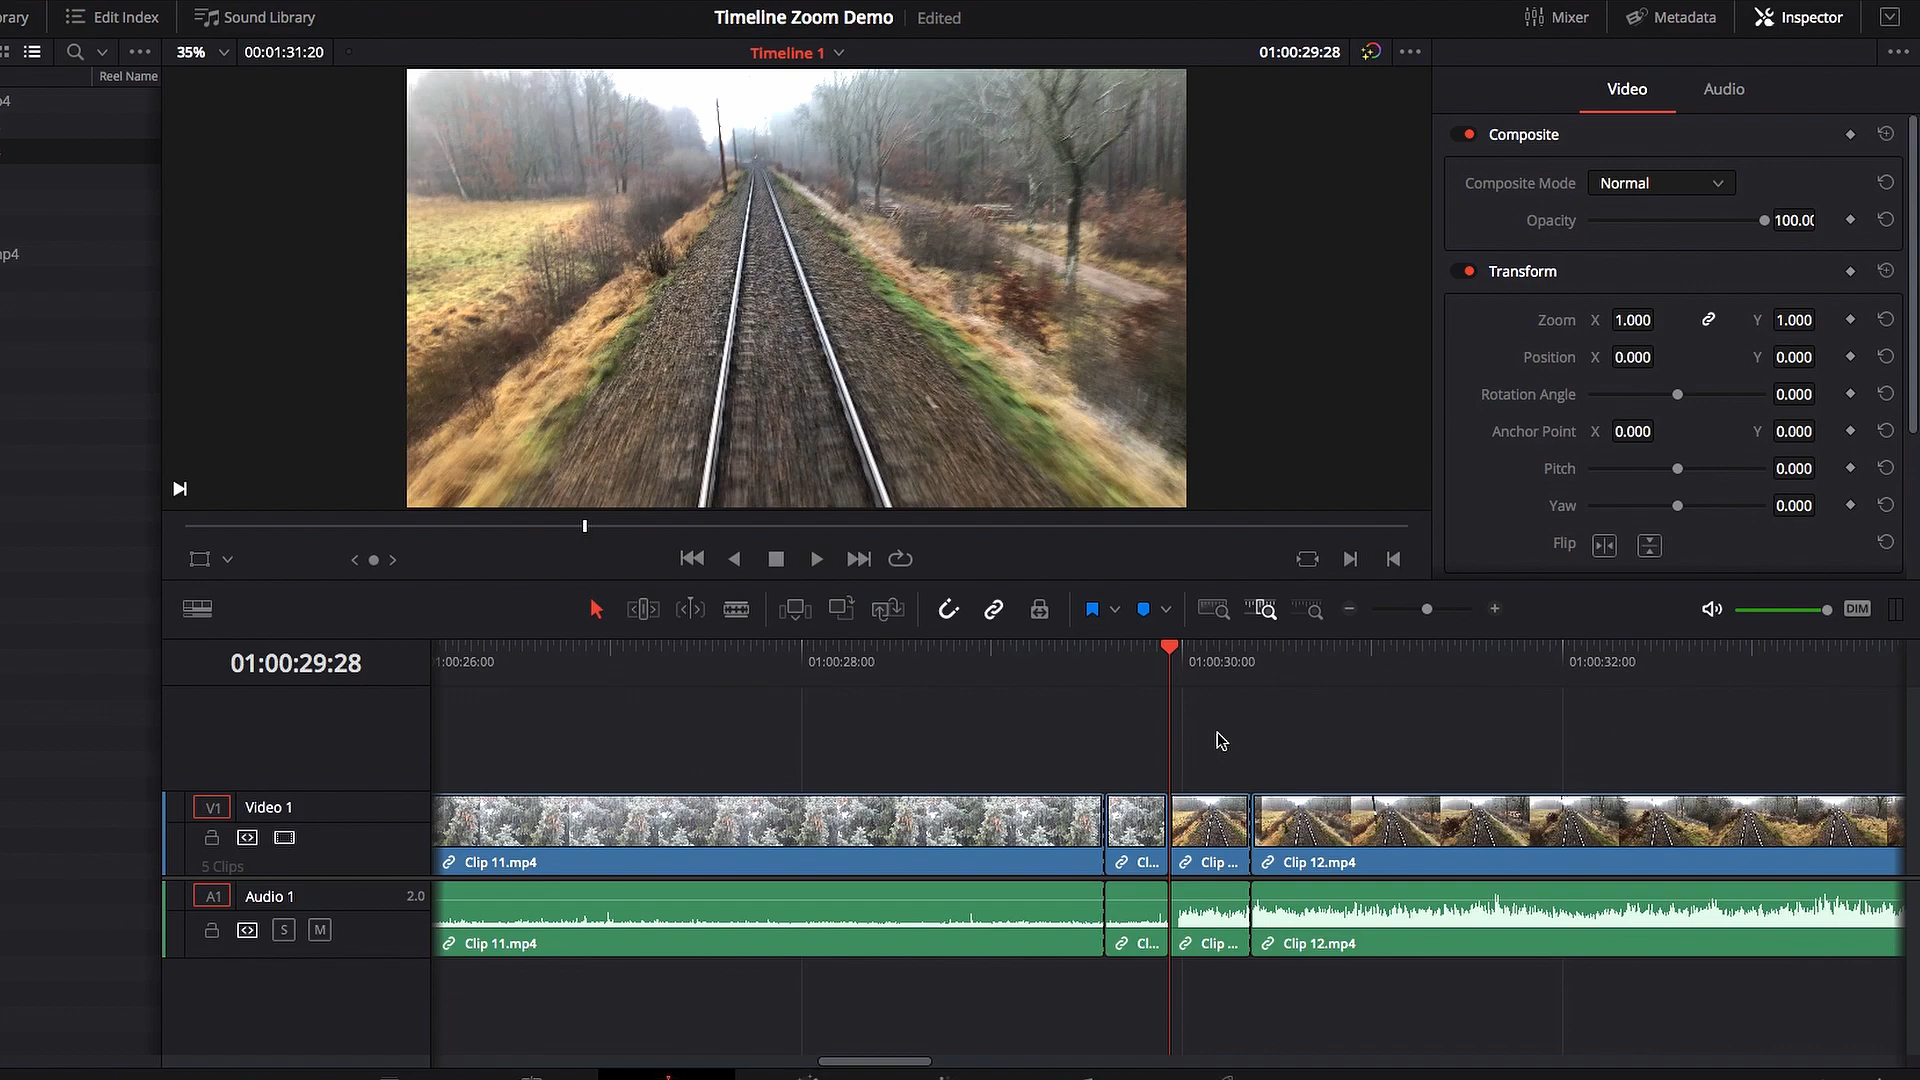 rary
Edit Index
Sound Library
Timeline Zoom Demo
Edited
Mixer
Metadata
Inspector
35%
00:01:31:20
Timeline 1
01:00:29:28
Reel Name
p4
mp4
Video
Audio
Composite
Composite Mode
Normal
Opacity
100.00
Transform
Zoom X 1.000 Y 1.000
Position X 0.000 Y 0.000
Rotation Angle 0.000
Anchor Point X 0.000 Y 0.000
Pitch 0.000
Yaw 0.000
Flip
DIM
01:00:29:28
1:00:26:00
01:00:28:00
01:00:30:00
01:00:32:00
V1 Video 1
5 Clips
Clip 11.mp4
Cl...
Clip ...
Clip 12.mp4
A1 Audio 1 2.0
S M
Clip 11.mp4
Cl...
Clip ...
Clip 12.mp4